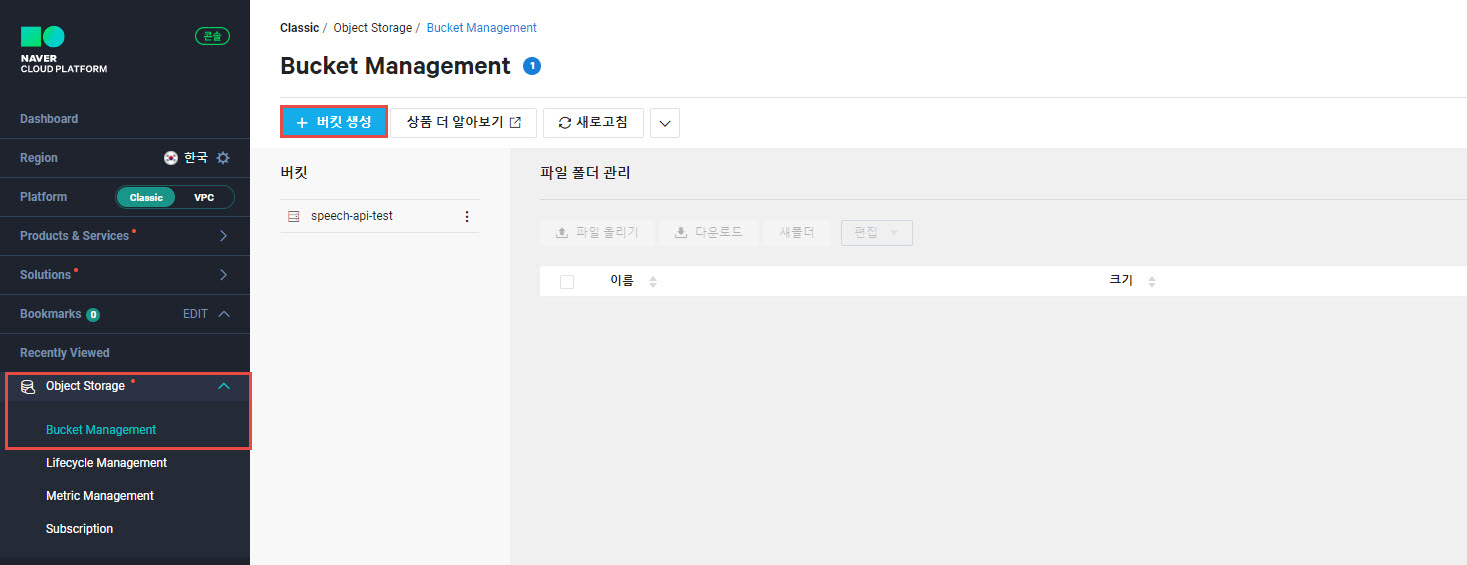 콘솔
NAVER
CLOUD PLATFORM
Dashboard
Region 한국
Platform Classic VPC
Products & Services
Solutions
Bookmarks 0 EDIT
Recently Viewed
Object Storage
Bucket Management
Lifecycle Management
Metric Management
Subscription
Classic / Object Storage / Bucket Management
Bucket Management 1
+ 버킷 생성 상품 더 알아보기 새로고침
버킷
speech-api-test
파일 폴더 관리
파일 올리기 다운로드 새폴더 편집
이름 크기